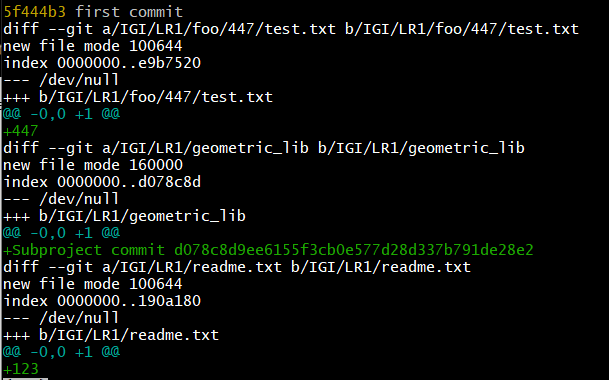 5f444b3 first commit
diff --git a/IGI/LR1/foo/447/test.txt b/IGI/LR1/foo/447/test.txt
new file mode 100644
index 0000000..e9b7520
--- /dev/null
+++ b/IGI/LR1/foo/447/test.txt
@@ -0,0 +1 @@
+447
diff --git a/IGI/LR1/geometric_lib b/IGI/LR1/geometric_lib
new file mode 160000
index 0000000..d078c8d
--- /dev/null
+++ b/IGI/LR1/geometric_lib
@@ -0,0 +1 @@
+Subproject commit d078c8d9ee6155f3cb0e577d28d337b791de28e2
diff --git a/IGI/LR1/readme.txt b/IGI/LR1/readme.txt
new file mode 100644
index 0000000..190a180
--- /dev/null
+++ b/IGI/LR1/readme.txt
@@ -0,0 +1 @@
+123